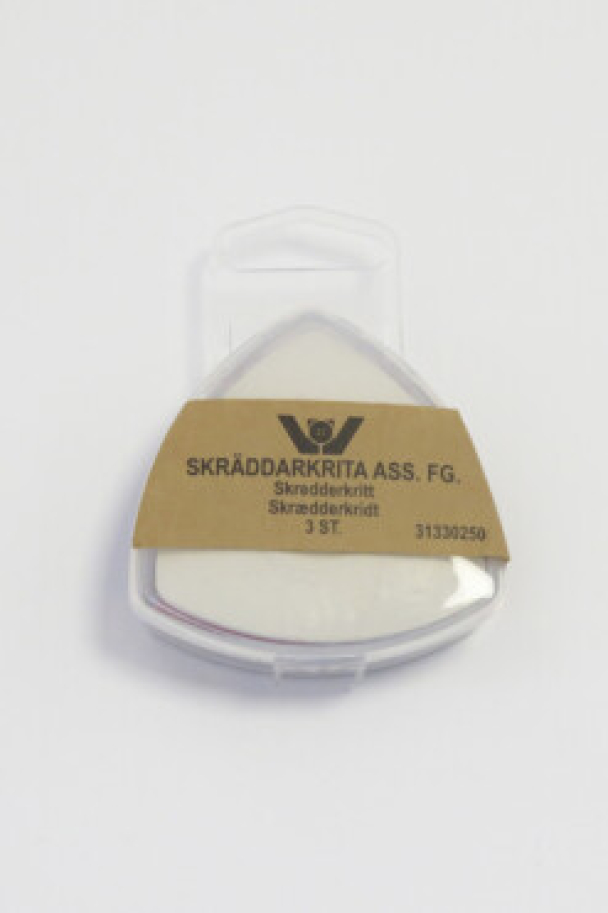 SKRÄDDARKRITA ASS. FG.
Skredderkritt
Skrædderkridt
3 ST.
31330250